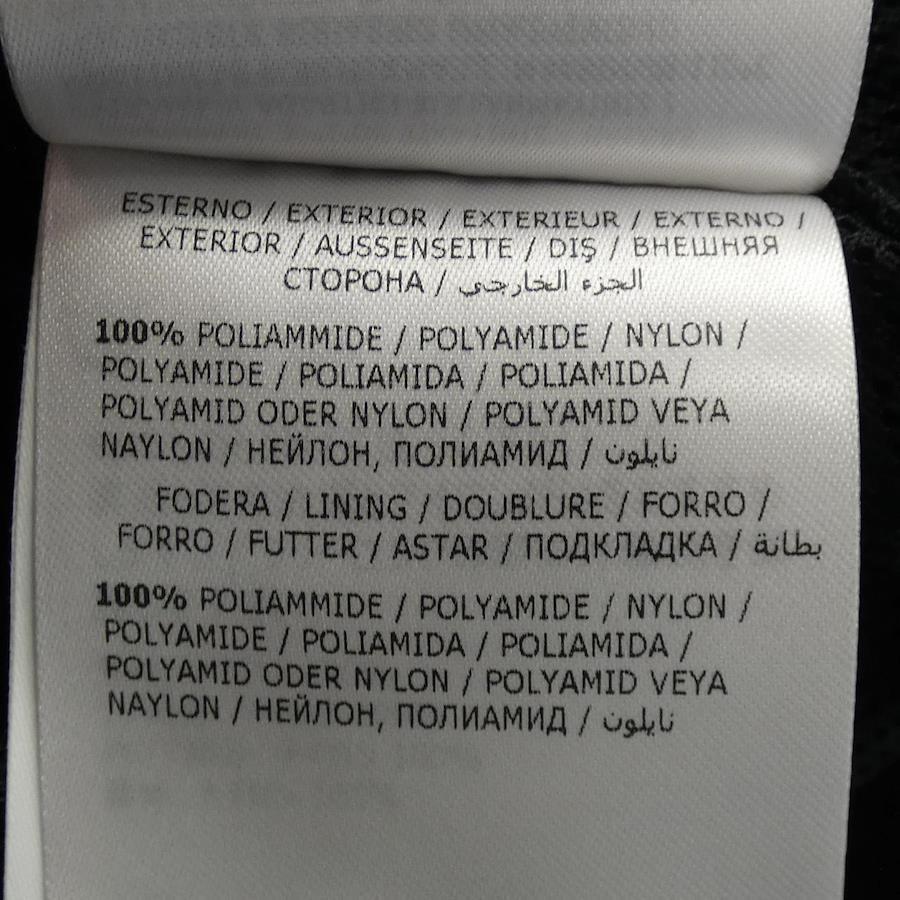 ESTERNO / EXTERIOR / EXTERIEUR / EXTERNO /
EXTERIOR / AUSSENSEITE / DIŞ / ВНЕШНЯЯ
СТОРОНА / الجزء الخارجي
100% POLIAMMIDE / POLYAMIDE / NYLON /
POLYAMIDE / POLIAMIDA / POLIAMIDA /
POLYAMID ODER NYLON / POLYAMID VEYA
NAYLON / НЕЙЛОН, ПОЛИАМИД / نايلون
FODERA / LINING / DOUBLURE / FORRO /
FORRO / FUTTER / ASTAR / ПОДКЛАДКА / بطانة
100% POLIAMMIDE / POLYAMIDE / NYLON /
POLYAMIDE / POLIAMIDA / POLIAMIDA /
POLYAMID ODER NYLON / POLYAMID VEYA
NAYLON / НЕЙЛОН, ПОЛИАМИД / نايلون